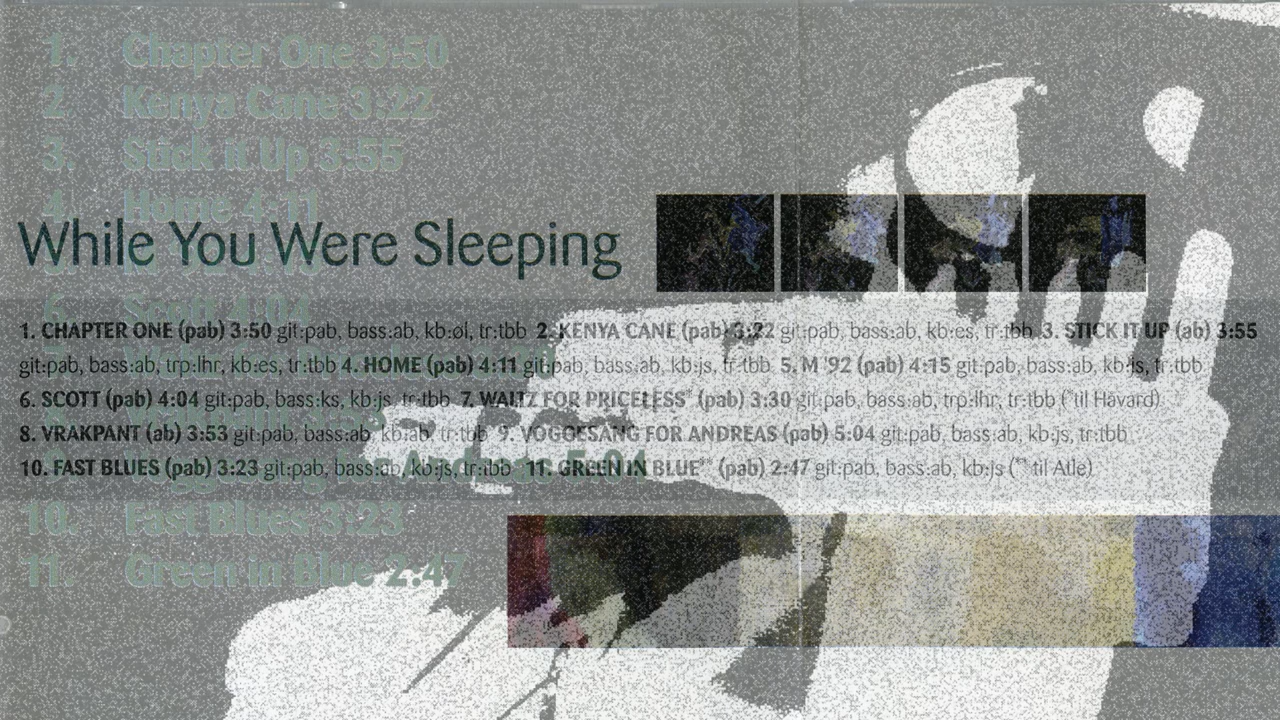 1. Chapter One 3:50
2 Kenya Cane 3:22
3. Stick it Up 3:55
4. Home 4:11
While You Were Sleeping
6. Scott 4:04
1. CHAPTER ONE (pab) 3:50 git:pab, bass:ab, kb:øl, tr:tbb 2. KENYA CANE (pab) 3:22 git:pab, bass:ab, kb:es, tr:tbb 3. STICK IT UP (ab) 3:55
git:pab, bass:ab, trp:lhr, kb:es, tr:tbb 4. HOME (pab) 4:11 git:pab, bass:ab, kb:js, tr:tbb 5. M '92 (pab) 4:15 git:pab, bass:ab, kb:js, tr:tbb
6. SCOTT (pab) 4:04 git:pab, bass:ks, kb:js, tr:tbb 7. WALTZ FOR PRICELESS* (pab) 3:30 git:pab, bass:ab, trp:lhr, tr:tbb (*til Håvard)
8. VRAKPANT (ab) 3:53 git:pab, bass:ab, kb:ab, tr:tbb 9. VOGGESANG FOR ANDREAS (pab) 5:04 git:pab, bass:ab, kb:js, tr:tbb
10. FAST BLUES (pab) 3:23 git:pab, bass:ab, kb:js, tr:tbb 11. GREEN IN BLUE** (pab) 2:47 git:pab, bass:ab, kb:js (** til Atle)
10. Fast Blues 3:23
11. Green in Blue 2:47